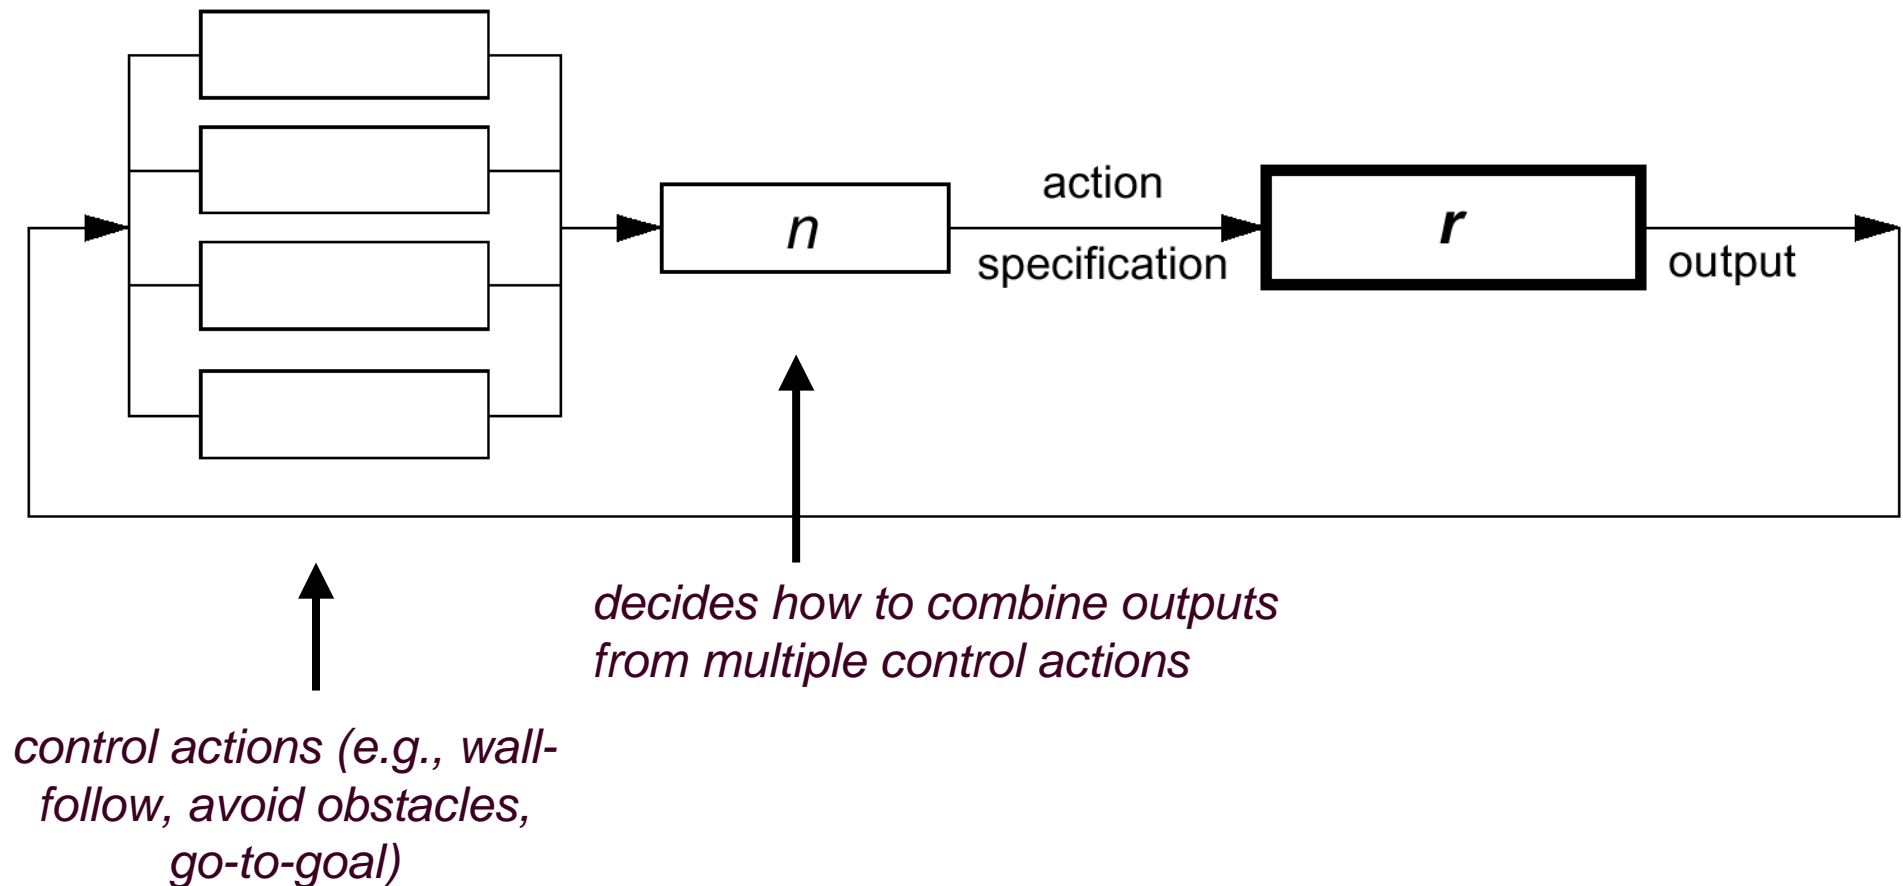 n
action
specification
r
output
decides how to combine outputs
from multiple control actions
control actions (e.g., wall-
follow, avoid obstacles,
go-to-goal)